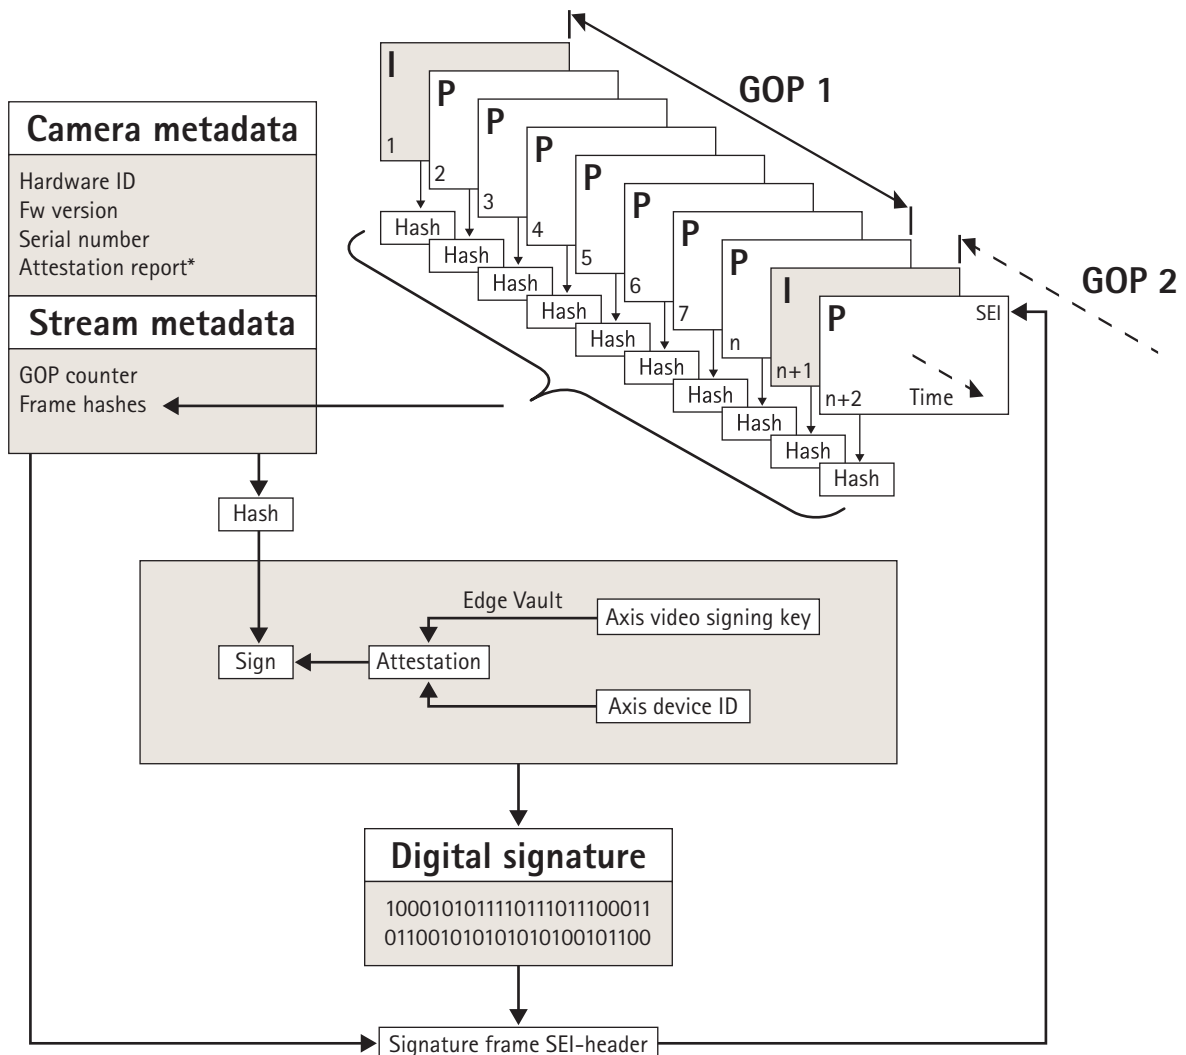 GOP 1
I
1
P
2
P
3
P
4
P
5
P
6
P
7
P
n
I
n+1
P
SEI
n+2
Time
GOP 2
Hash
Hash
Hash
Hash
Hash
Hash
Hash
Hash
Hash
Hash
Camera metadata
Hardware ID
Fw version
Serial number
Attestation report*
Stream metadata
GOP counter
Frame hashes
Hash
Edge Vault
Axis video signing key
Sign
Attestation
Axis device ID
Digital signature
1000101011110111011100011
011001010101010100101100
Signature frame SEI-header